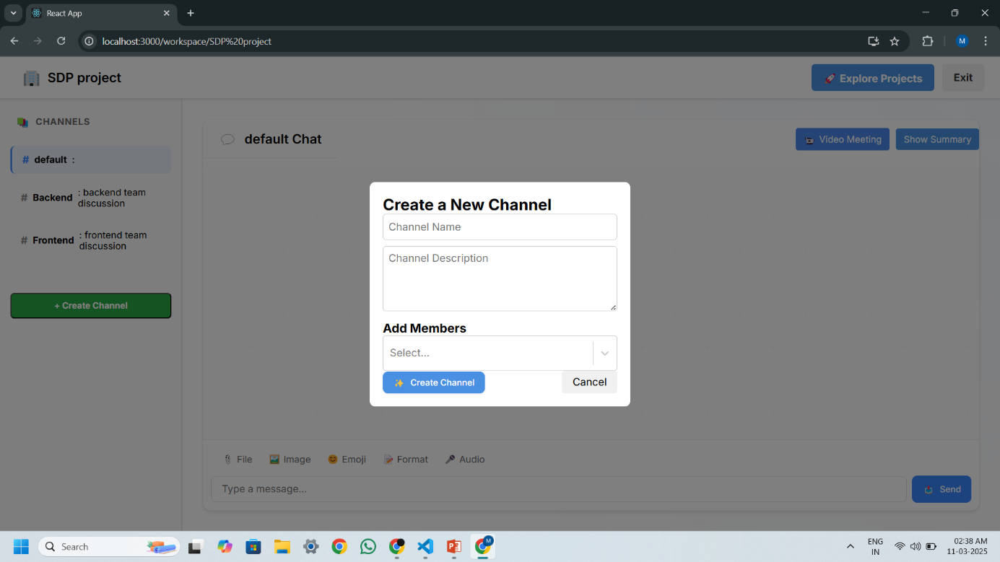 React App
localhost:3000/workspace/SDP%20project
M
SDP project
Explore Projects
Exit
CHANNELS
# default :
# Backend : backend team
discussion
# Frontend : frontend team
discussion
+ Create Channel
default Chat
Video Meeting
Show Summary
Create a New Channel
Channel Name
Channel Description
Add Members
Select...
Create Channel
Cancel
File
Image
Emoji
Format
Audio
Type a message...
Send
Search
M
ENG
IN
02:38 AM
11-03-2025